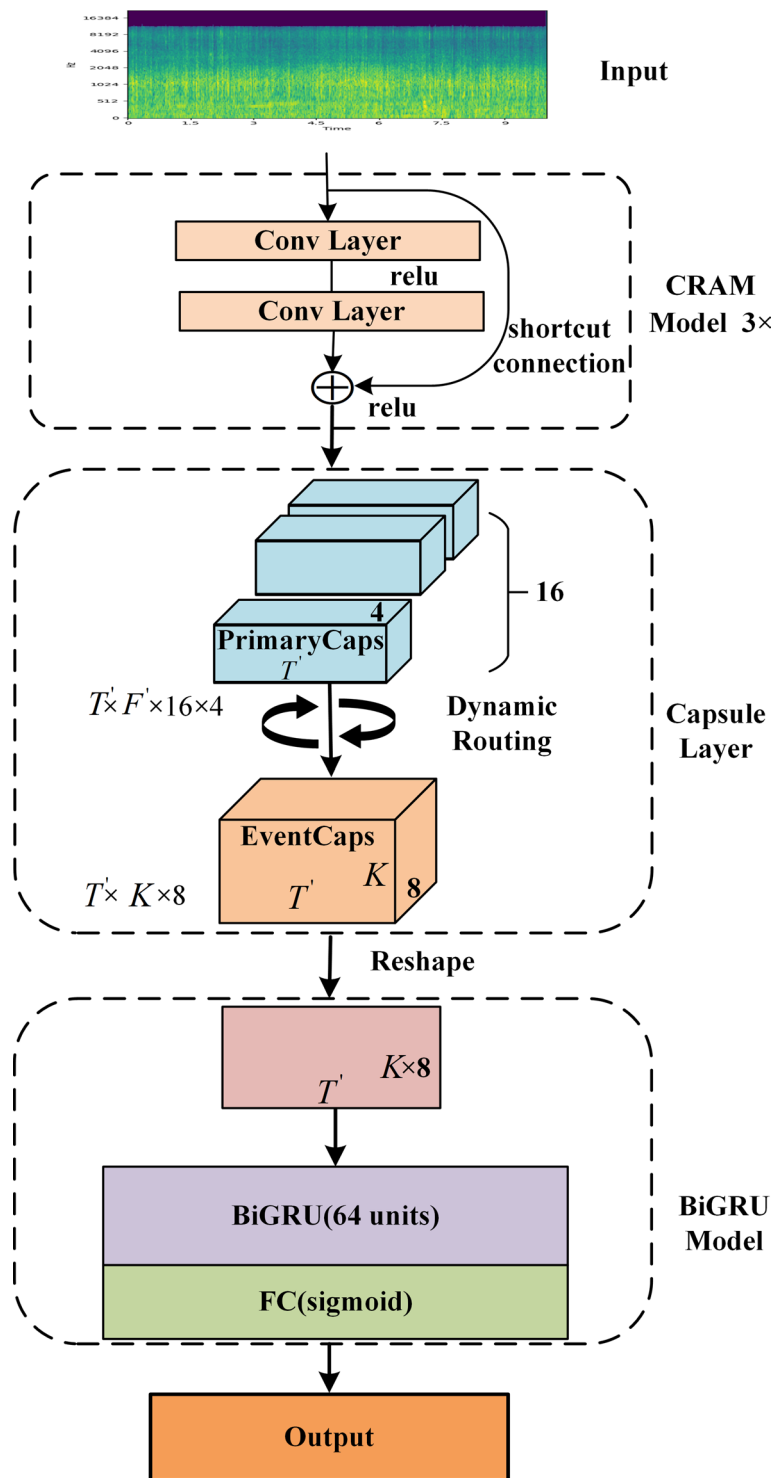 16384
8192
4096
2048
1024
512
0
Hz
0 1.5 3 4.5 6 7.5 9
Time
Input
Conv Layer
relu
Conv Layer
shortcut
connection
relu
CRAM
Model 3×
4
PrimaryCaps
T'
16
T'× F'×16×4
Dynamic
Routing
Capsule
Layer
EventCaps
K
T'
8
T'× K×8
Reshape
K×8
T'
BiGRU(64 units)
FC(sigmoid)
BiGRU
Model
Output